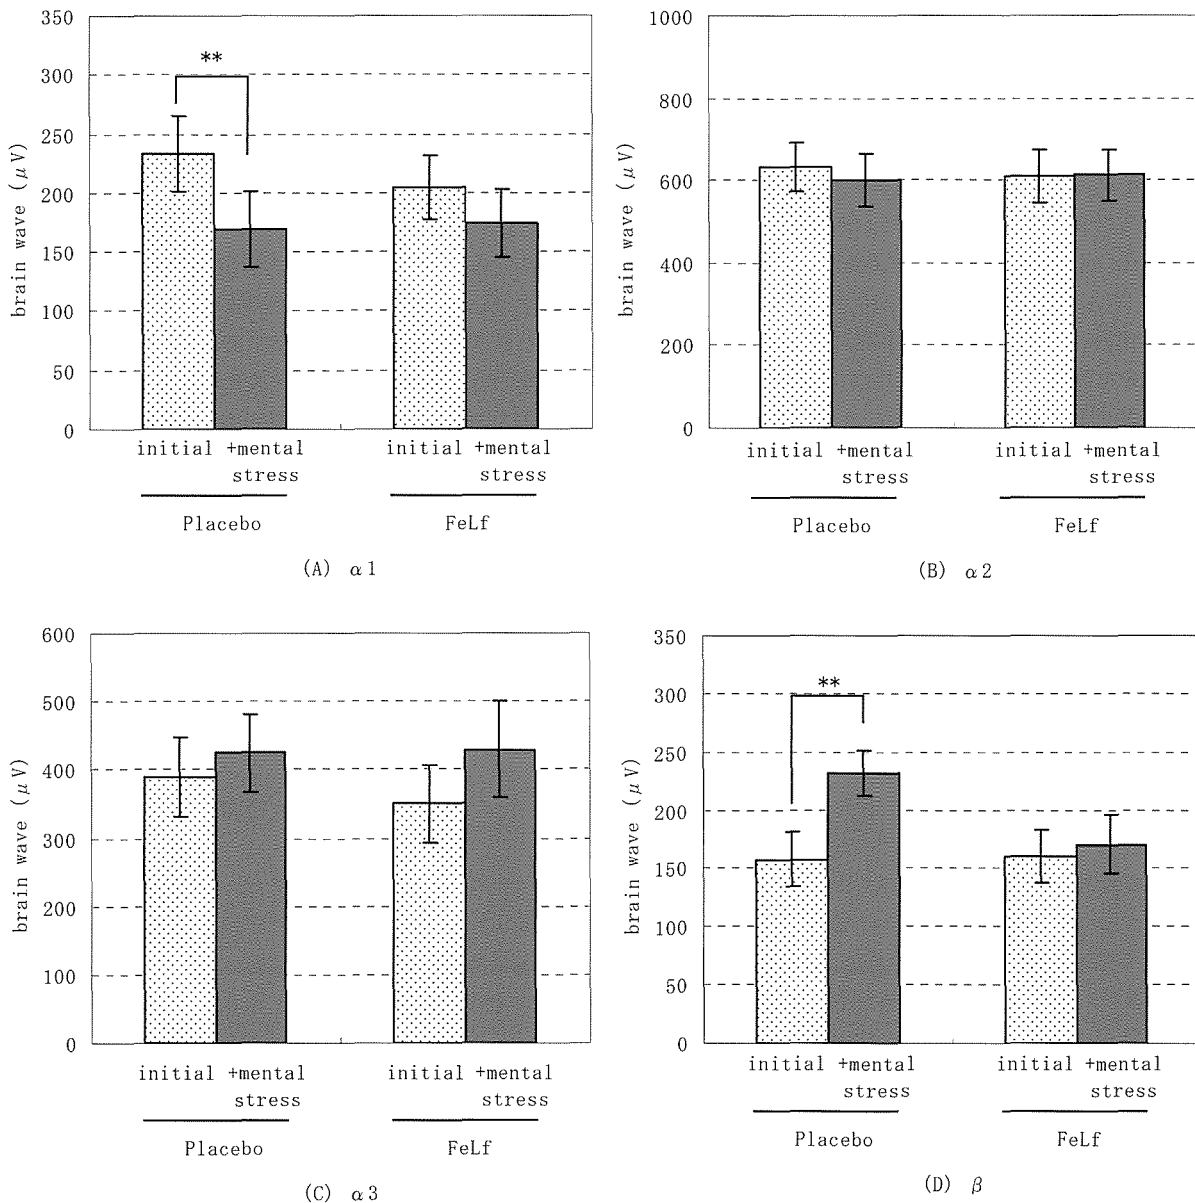 350
300
250
200
150
100
50
0
brain wave (μV)
**
initial +mental stress
initial +mental stress
Placebo
FeLf
(A) α1
1000
800
600
400
200
0
brain wave (μV)
initial +mental stress
initial +mental stress
Placebo
FeLf
(B) α2
600
500
400
300
200
100
0
brain wave (μV)
initial +mental stress
initial +mental stress
Placebo
FeLf
(C) α3
350
300
250
200
150
100
50
0
brain wave (μV)
**
initial +mental stress
initial +mental stress
Placebo
FeLf
(D) β